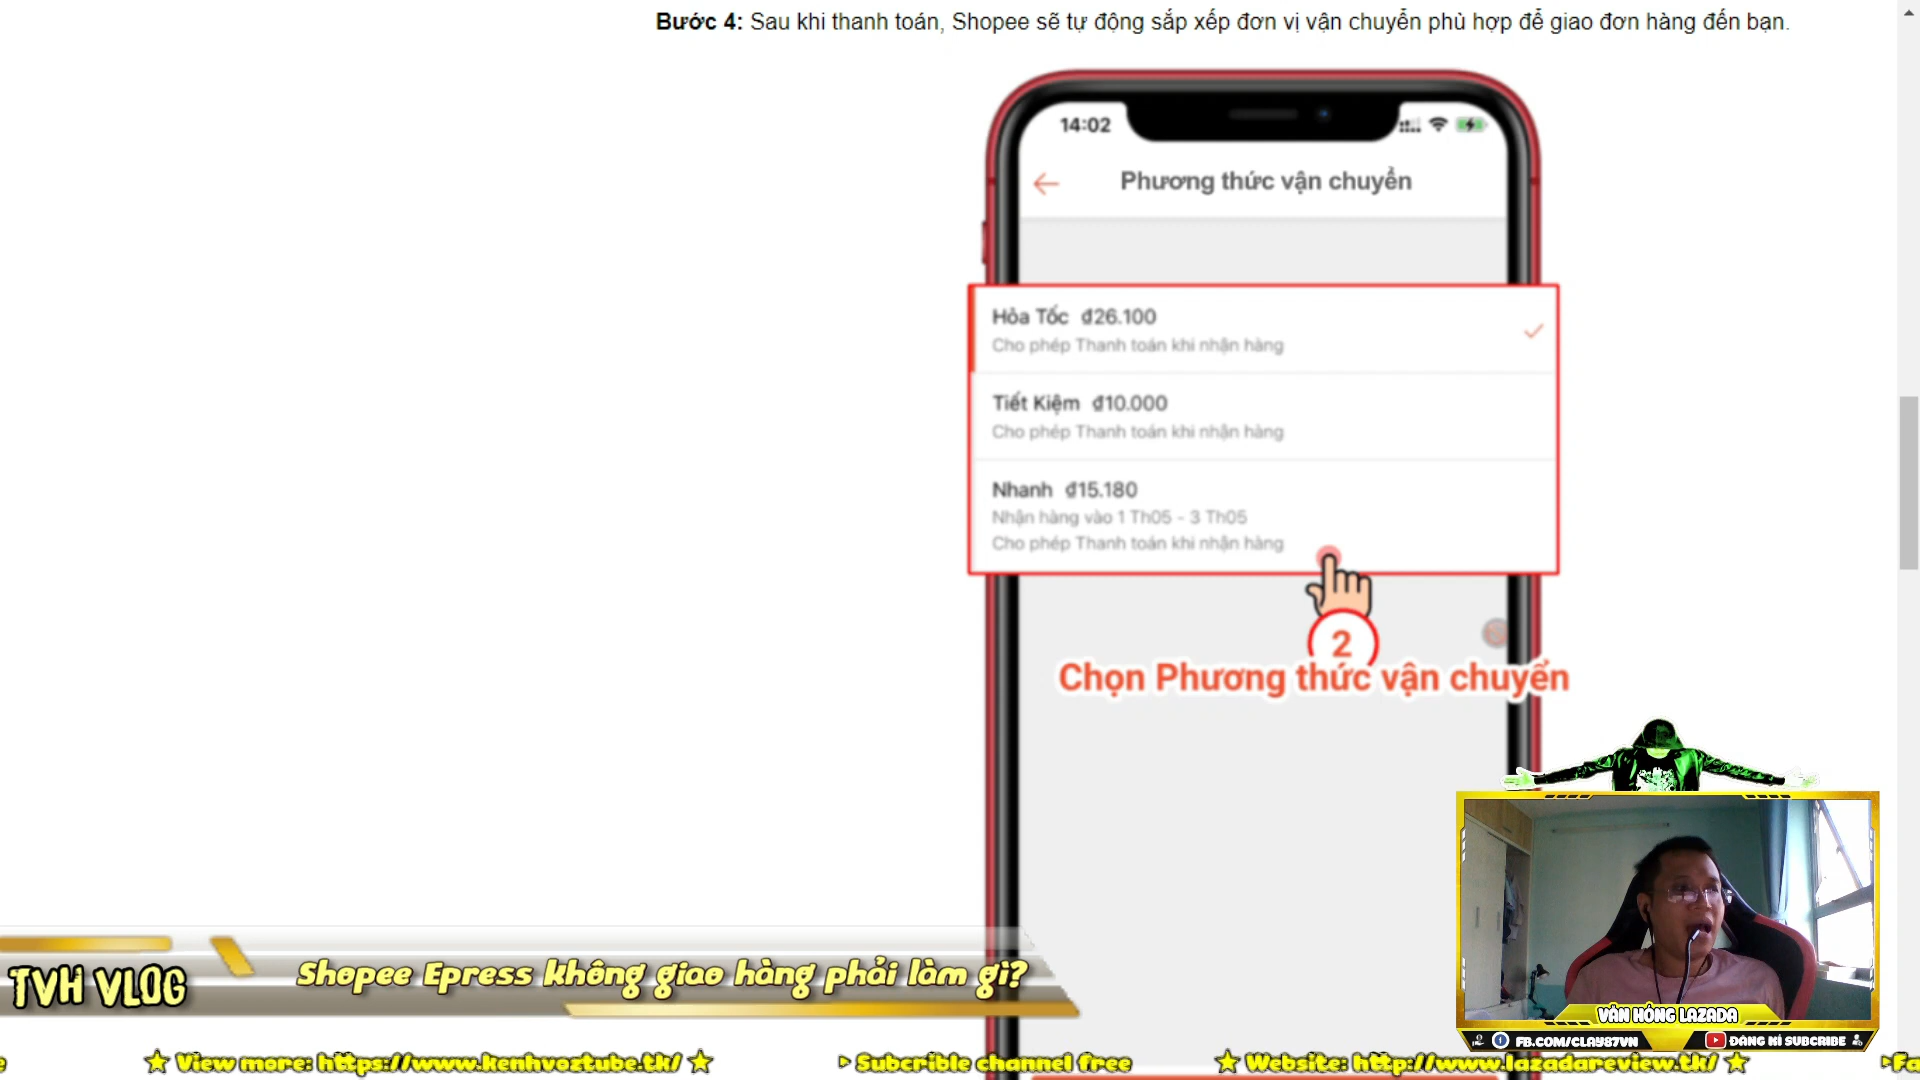 Bước 4: Sau khi thanh toán, Shopee sẽ tự động sắp xếp đơn vị vận chuyển phù hợp để giao đơn hàng đến bạn.
14:02
Phương thức vận chuyển
Hỏa Tốc ₫26.100
Cho phép Thanh toán khi nhận hàng
Tiết Kiệm ₫10.000
Cho phép Thanh toán khi nhận hàng
Nhanh ₫15.180
Nhận hàng vào 1 Th05 - 3 Th05
Cho phép Thanh toán khi nhận hàng
2
Chọn Phương thức vận chuyển
TVH VLOG
Shopee Epress không giao hàng phải làm gì?
VĂN HÓNG LAZADA
FB.COM/CLAY87VN
ĐĂNG KÍ SUBCRIBE
e ★ View more: https://www.kenhvoztube.tk/ ★ ‣ Subcrible channel free ★ Website: http://www.lazadareview.tk/ ★ ‣Fa